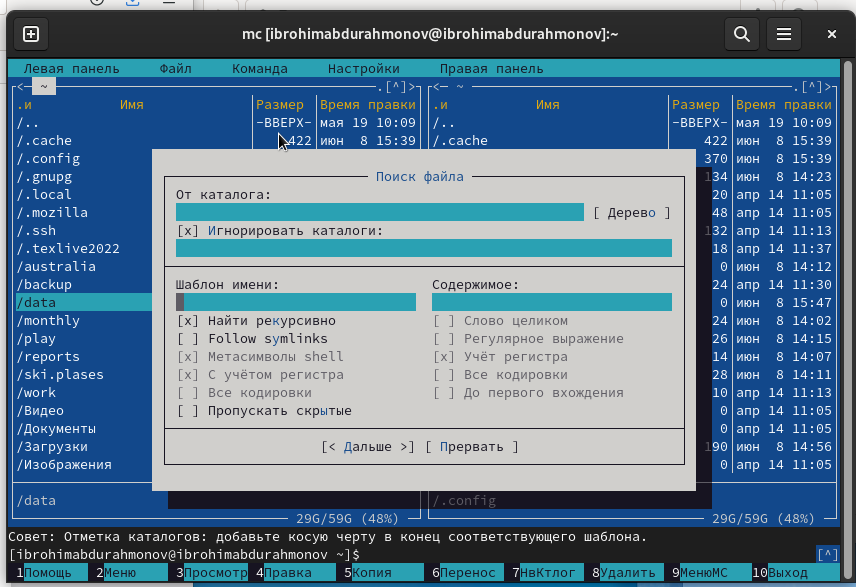 mc [ibrohimabdurahmonov@ibrohimabdurahmonov]:~
Левая панель Файл Команда Настройки Правая панель
<─ ~ ─.[^]> <─ ~ ─.[^]>
.и Имя Размер Время правки .и Имя Размер Время правки
/.. -ВВЕРХ- мая 19 10:09 /.. -ВВЕРХ- мая 19 10:09
/.cache 422 июн 8 15:39 /.cache 422 июн 8 15:39
/.config 370 июн 8 15:39
/.gnupg Поиск файла 134 июн 8 14:23
/.local От каталога: 20 апр 14 11:05
/.mozilla [ Дерево ] 48 апр 14 11:05
/.ssh [x] Игнорировать каталоги: 132 апр 14 11:13
/.texlive2022 18 апр 14 11:37
/australia 0 июн 8 14:12
/backup Шаблон имени: Содержимое: 24 апр 14 11:30
/data 0 июн 8 15:47
/monthly [x] Найти рекурсивно [ ] Слово целиком 24 июн 8 14:02
/play [ ] Follow symlinks [ ] Регулярное выражение 26 июн 8 14:15
/reports [x] Метасимволы shell [x] Учёт регистра 14 июн 8 14:07
/ski.plases [x] С учётом регистра [ ] Все кодировки 28 июн 8 14:11
/work [ ] Все кодировки [ ] До первого вхождения 10 апр 14 11:13
/Видео [ ] Пропускать скрытые 0 апр 14 11:05
/Документы 0 апр 14 11:05
/Загрузки [< Дальше >] [ Прервать ] 190 июн 8 14:56
/Изображения 0 апр 14 11:05
/data /.config
29G/59G (48%) 29G/59G (48%)
Совет: Отметка каталогов: добавьте косую черту в конец соответствующего шаблона.
[ibrohimabdurahmonov@ibrohimabdurahmonov ~]$ [^]
1Помощь 2Меню 3Просмотр 4Правка 5Копия 6Перенос 7НвКтлог 8Удалить 9МенюMC 10Выход